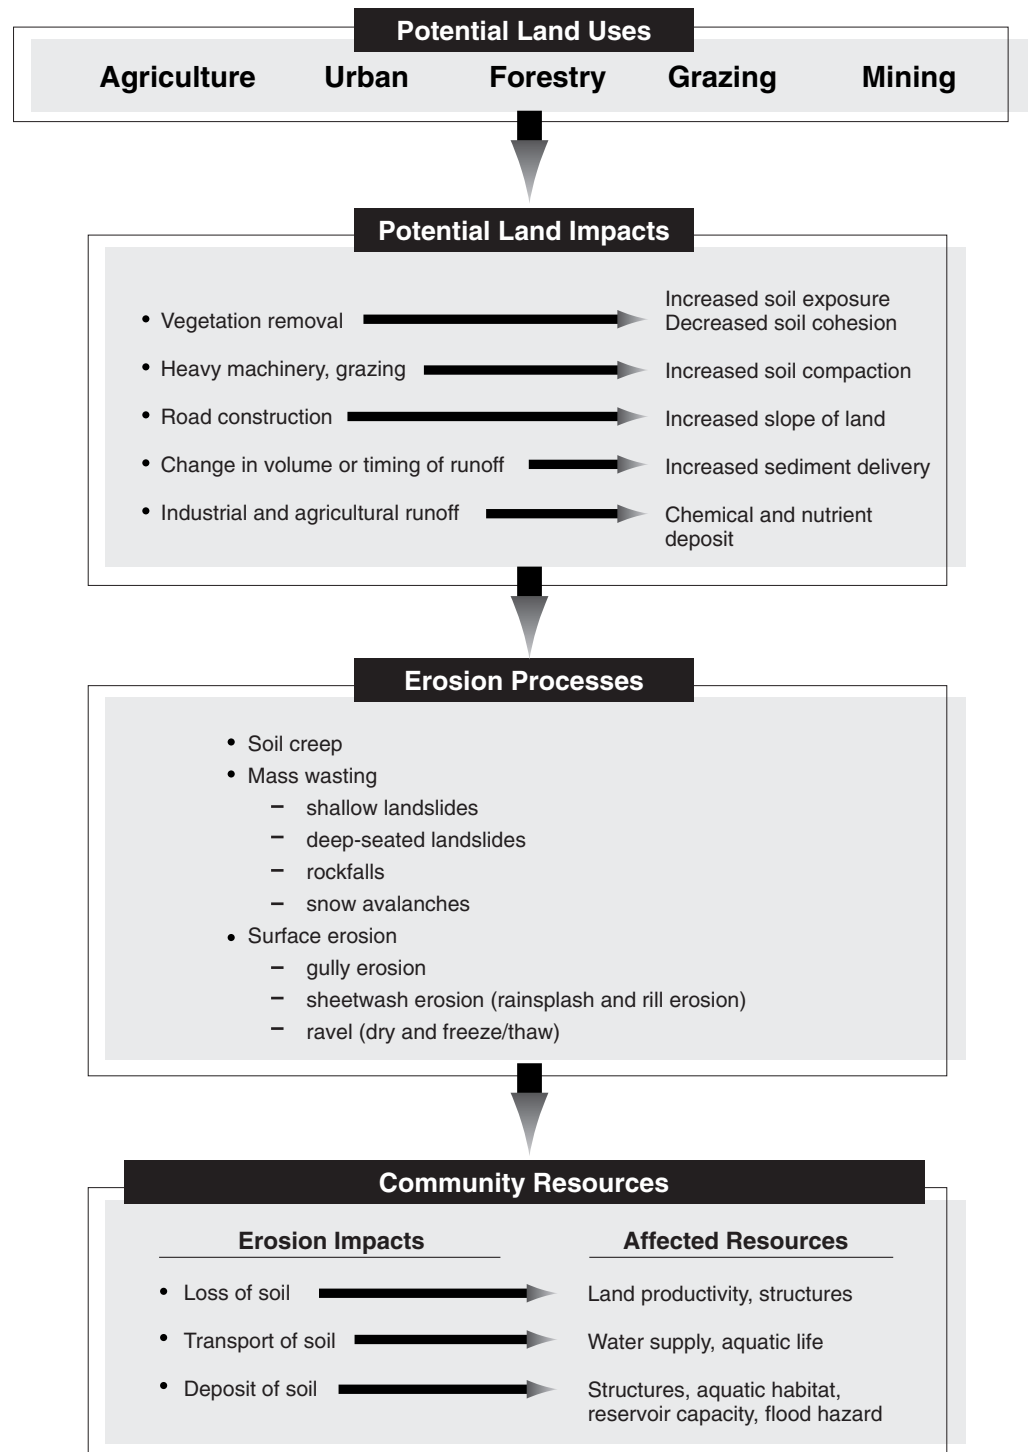 Potential Land Uses
Agriculture Urban Forestry Grazing Mining
Potential Land Impacts
• Vegetation removal
Increased soil exposure
Decreased soil cohesion
• Heavy machinery, grazing
Increased soil compaction
• Road construction
Increased slope of land
• Change in volume or timing of runoff
Increased sediment delivery
• Industrial and agricultural runoff
Chemical and nutrient
deposit
Erosion Processes
• Soil creep
• Mass wasting
– shallow landslides
– deep-seated landslides
– rockfalls
– snow avalanches
• Surface erosion
– gully erosion
– sheetwash erosion (rainsplash and rill erosion)
– ravel (dry and freeze/thaw)
Community Resources
Erosion Impacts
Affected Resources
• Loss of soil
Land productivity, structures
• Transport of soil
Water supply, aquatic life
• Deposit of soil
Structures, aquatic habitat,
reservoir capacity, flood hazard